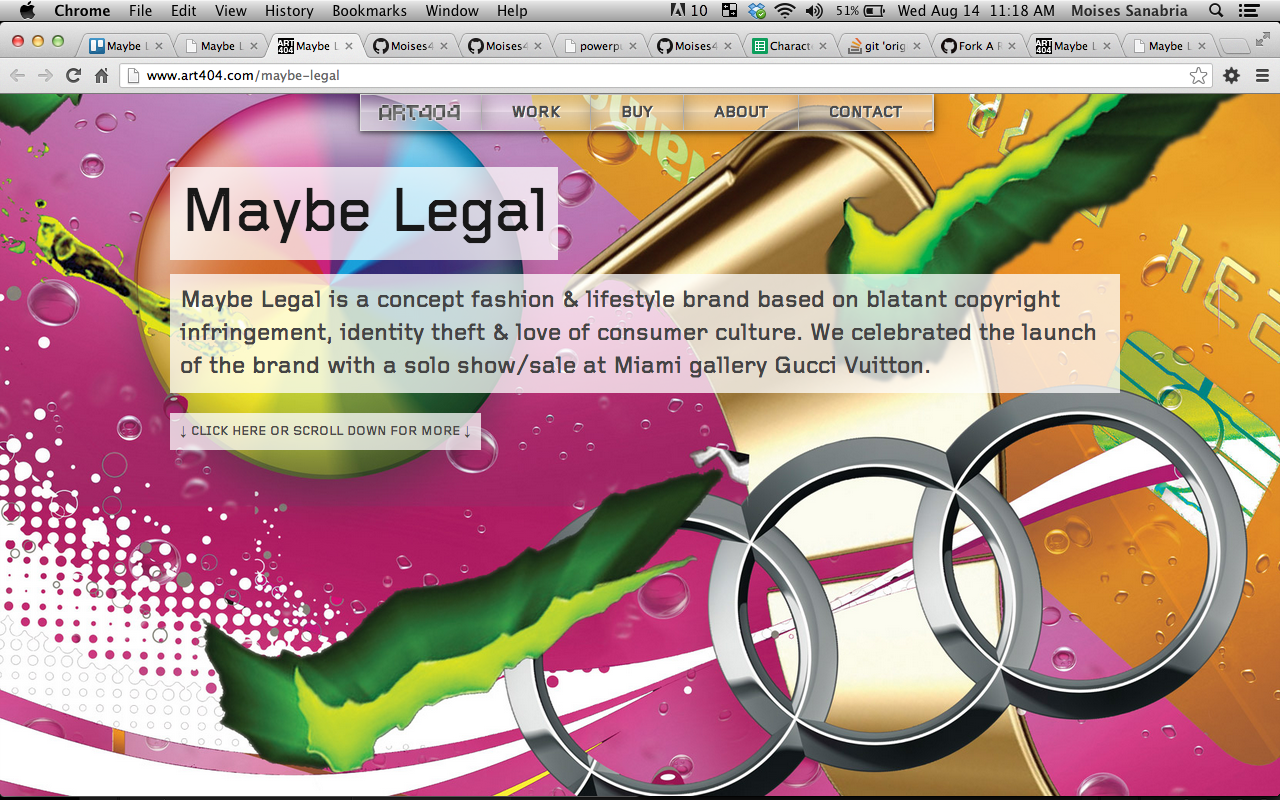 Chrome File Edit View History Bookmarks Window Help 10 51% Wed Aug 14 11:18 AM Moises Sanabria
Maybe L Maybe L ART 404 Maybe L Moises4 Moises4 powerpu Moises4 Charact git 'orig Fork A R ART 404 Maybe L Maybe L
www.art404.com/maybe-legal
ART404 WORK BUY ABOUT CONTACT
Maybe Legal
Maybe Legal is a concept fashion & lifestyle brand based on blatant copyright
infringement, identity theft & love of consumer culture. We celebrated the launch
of the brand with a solo show/sale at Miami gallery Gucci Vuitton.
↓ CLICK HERE OR SCROLL DOWN FOR MORE ↓